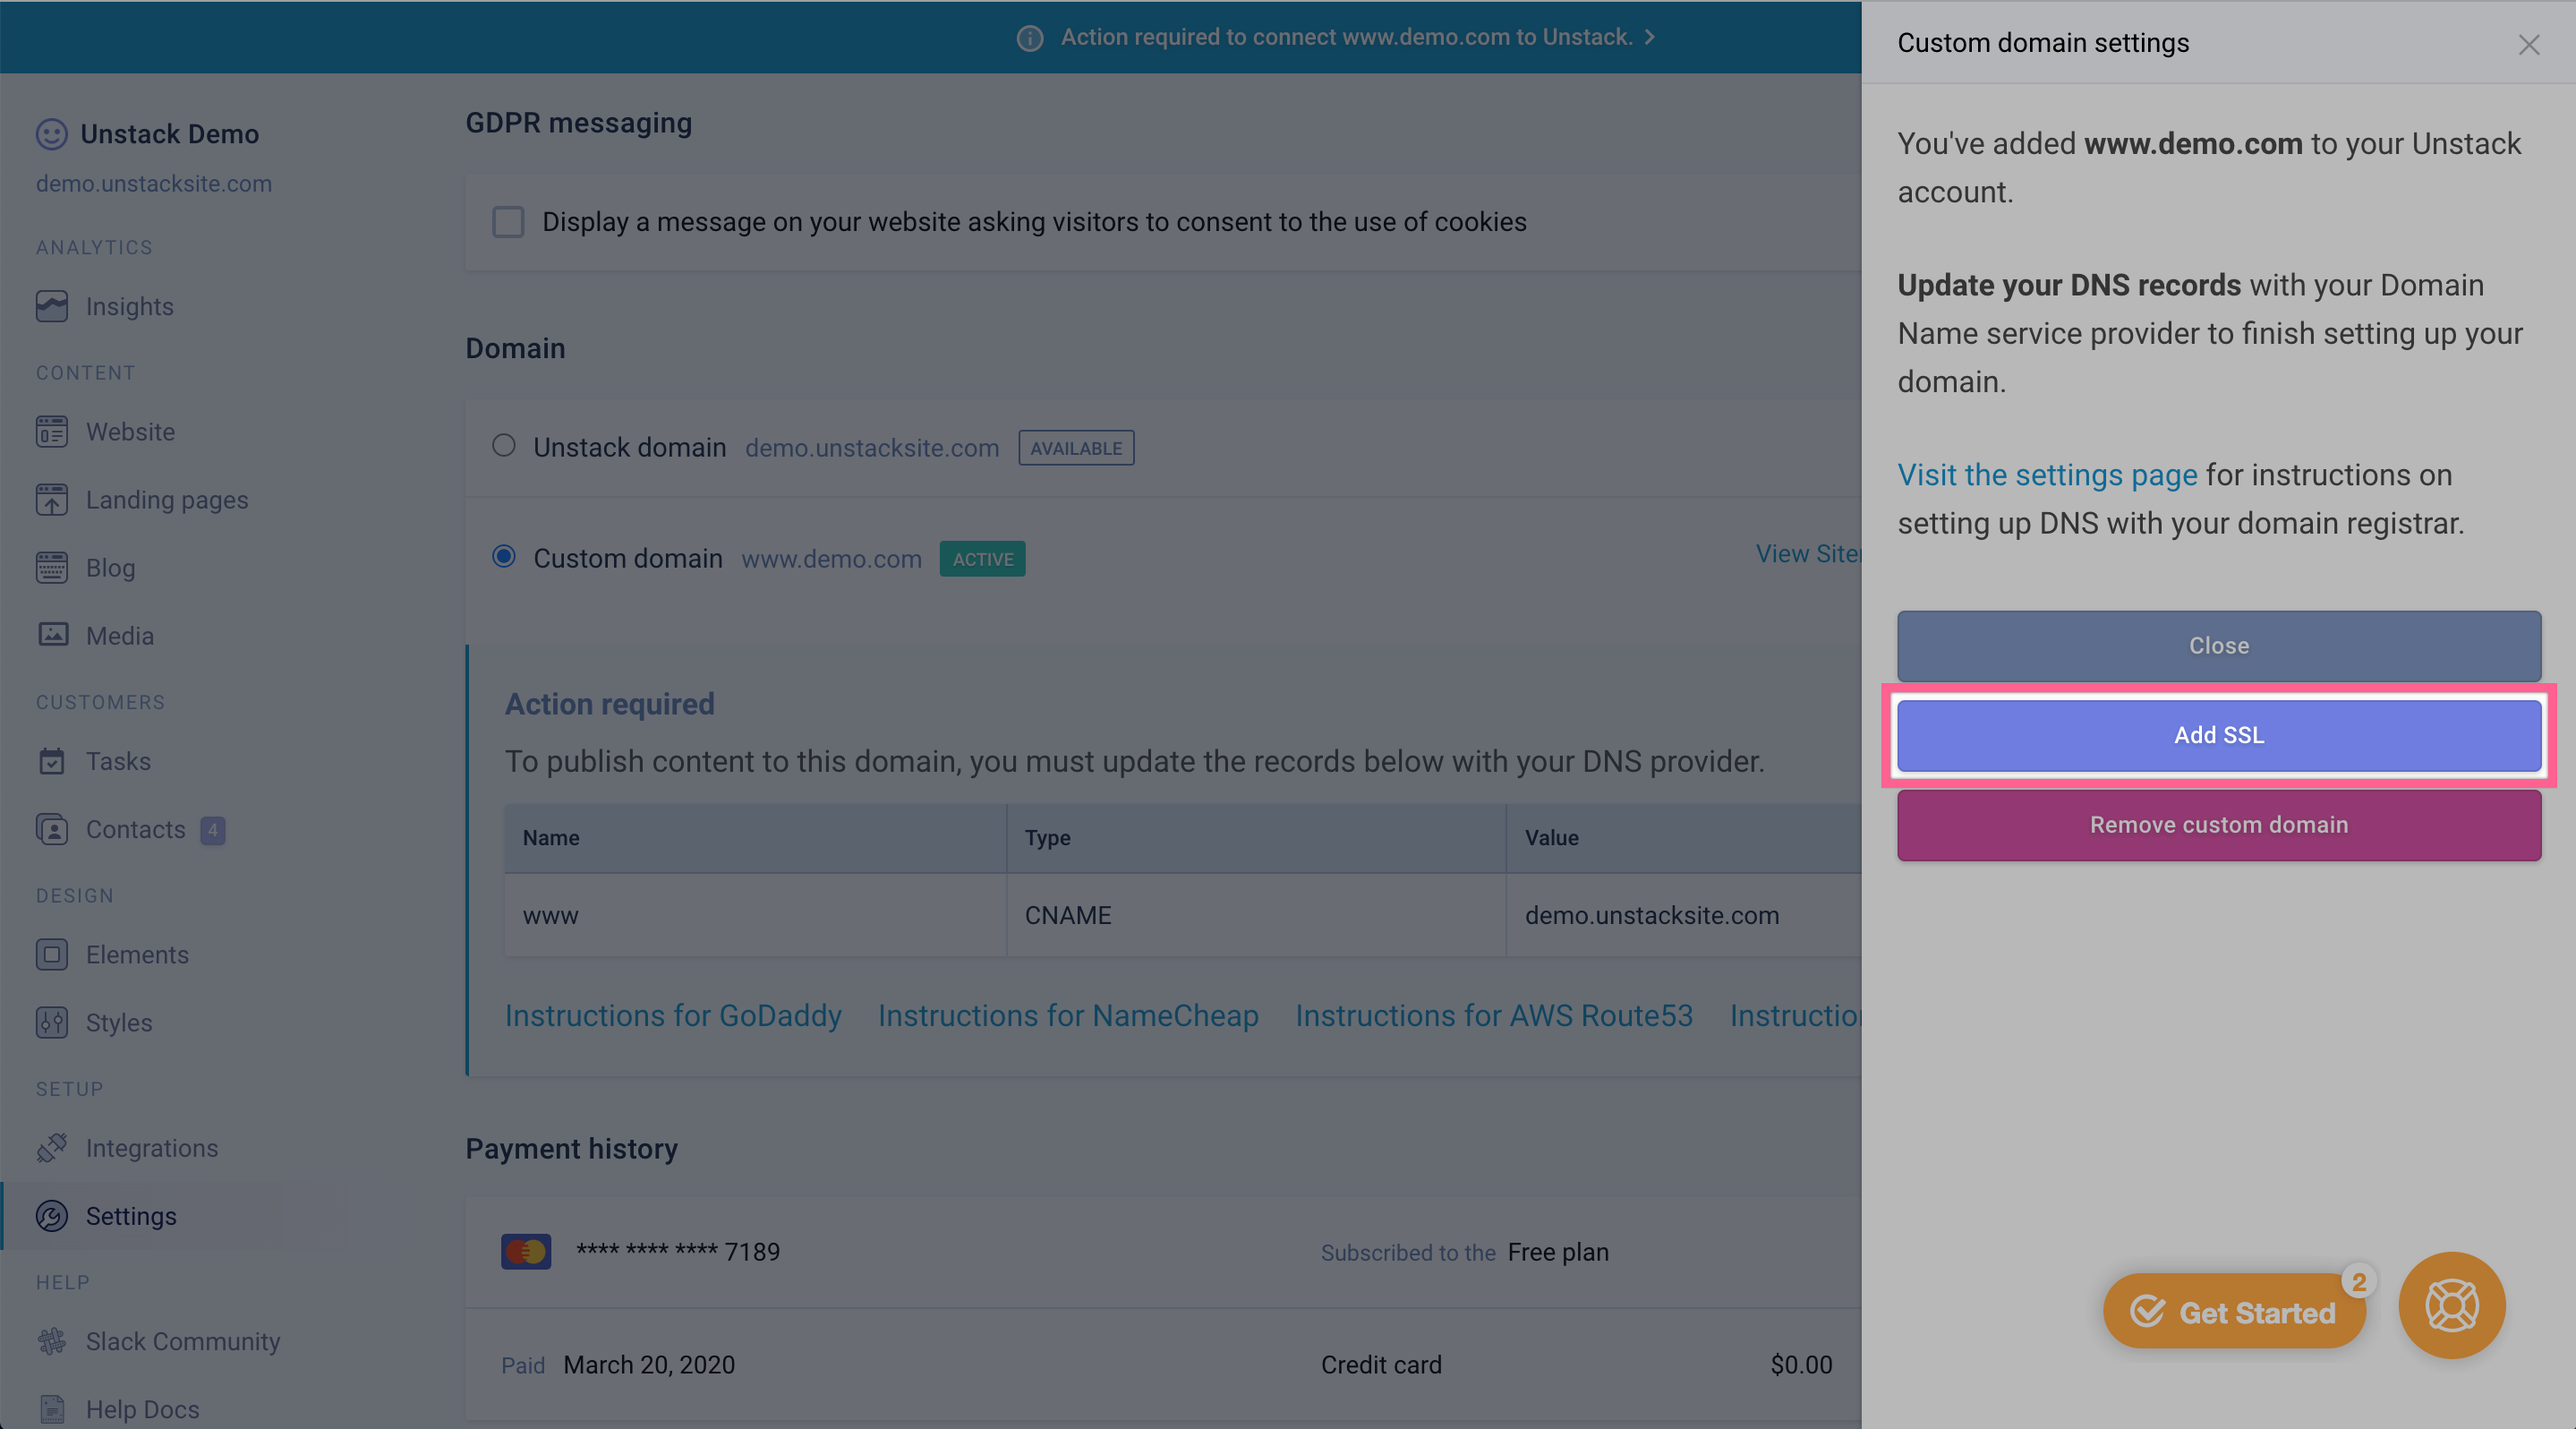 Action required to connect www.demo.com to Unstack.
Unstack Demo
demo.unstacksite.com
ANALYTICS
Insights
CONTENT
Website
Landing pages
Blog
Media
CUSTOMERS
Tasks
Contacts 4
DESIGN
Elements
Styles
SETUP
Integrations
Settings
HELP
Slack Community
Help Docs
GDPR messaging
Display a message on your website asking visitors to consent to the use of cookies
Domain
Unstack domain demo.unstacksite.com AVAILABLE
Custom domain www.demo.com ACTIVE View Site
Action required
To publish content to this domain, you must update the records below with your DNS provider.
Name Type Value
www CNAME demo.unstacksite.com
Instructions for GoDaddy Instructions for NameCheap Instructions for AWS Route53 Instructio
Payment history
**** **** **** 7189 Subscribed to the Free plan
Paid March 20, 2020 Credit card $0.00
Custom domain settings
You've added www.demo.com to your Unstack
account.
Update your DNS records with your Domain
Name service provider to finish setting up your
domain.
Visit the settings page for instructions on
setting up DNS with your domain registrar.
Close
Add SSL
Remove custom domain
Get Started 2